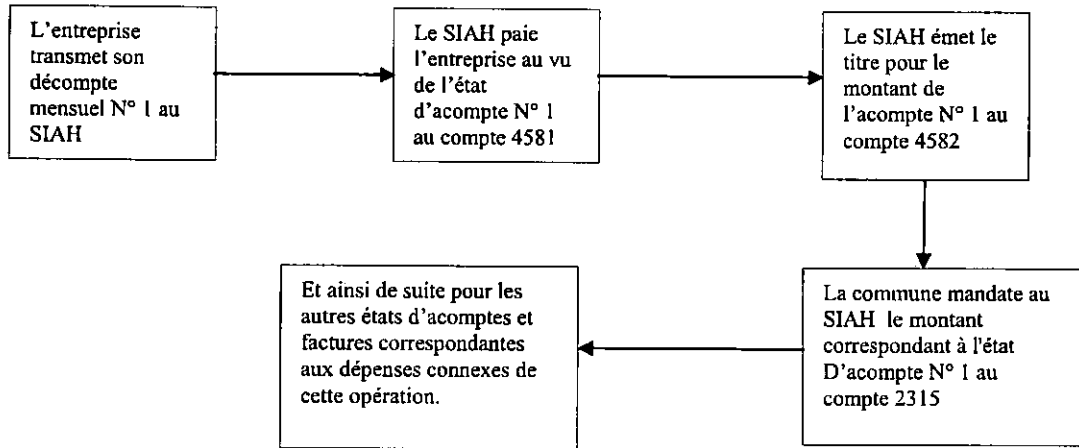 L'entreprise
transmet son
décompte
mensuel N° 1 au
SIAH
Le SIAH paie
l'entreprise au vu
de l'état
d'acompte N° 1
au compte 4581
Le SIAH émet le
titre pour le
montant de
l'acompte N° 1 au
compte 4582
La commune mandate au
SIAH le montant
correspondant à l'état
D'acompte N° 1 au
compte 2315
Et ainsi de suite pour les
autres états d'acomptes et
factures correspondantes
aux dépenses connexes de
cette opération.